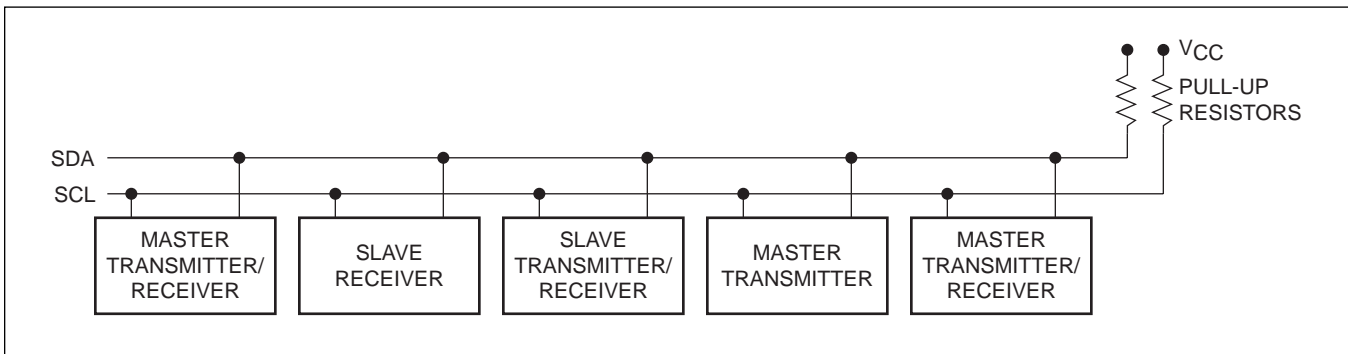 VCC
PULL-UP
RESISTORS
SDA
SCL
MASTER
TRANSMITTER/
RECEIVER
SLAVE
RECEIVER
SLAVE
TRANSMITTER/
RECEIVER
MASTER
TRANSMITTER
MASTER
TRANSMITTER/
RECEIVER